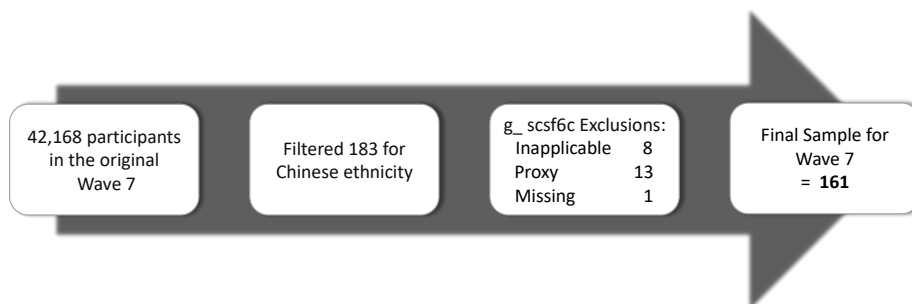 42,168 participants
in the original
Wave 7
Filtered 183 for
Chinese ethnicity
g_ scsf6c Exclusions:
Inapplicable 8
Proxy 13
Missing 1
Final Sample for
Wave 7
= 161